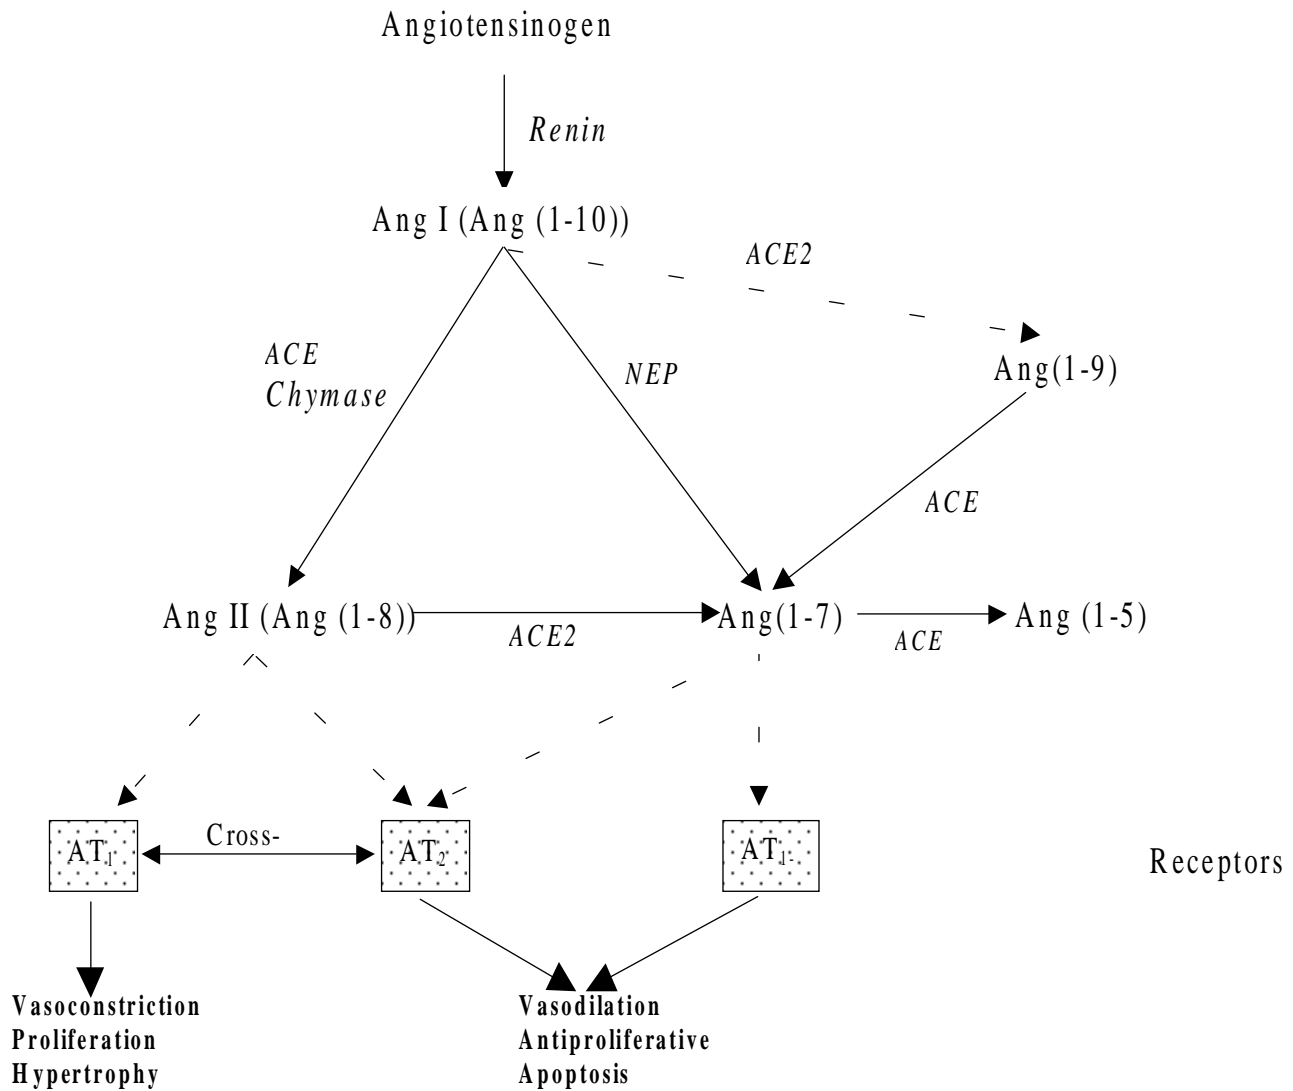 Angiotensinogen
Renin
Ang I (Ang (1-10))
ACE2
ACE
Chymase
NEP
Ang(1-9)
ACE
Ang II (Ang (1-8))
ACE2
Ang(1-7)
ACE
Ang (1-5)
AT1
Cross-
AT2
AT1-
Receptors
Vasoconstriction
Proliferation
Hypertrophy
Vasodilation
Antiproliferative
Apoptosis